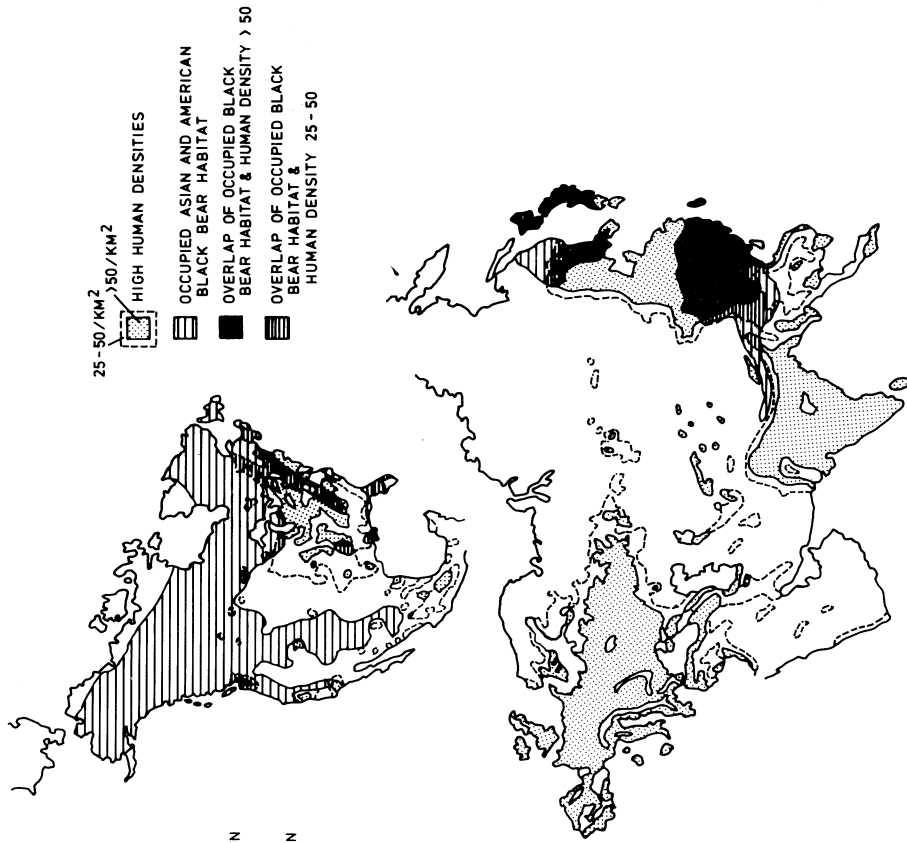 25-50/KM²
>50/KM²
HIGH HUMAN DENSITIES
OCCUPIED ASIAN AND AMERICAN
BLACK BEAR HABITAT
OVERLAP OF OCCUPIED BLACK
BEAR HABITAT & HUMAN DENSITY > 50
OVERLAP OF OCCUPIED BLACK
BEAR HABITAT &
HUMAN DENSITY 25-50
N
N